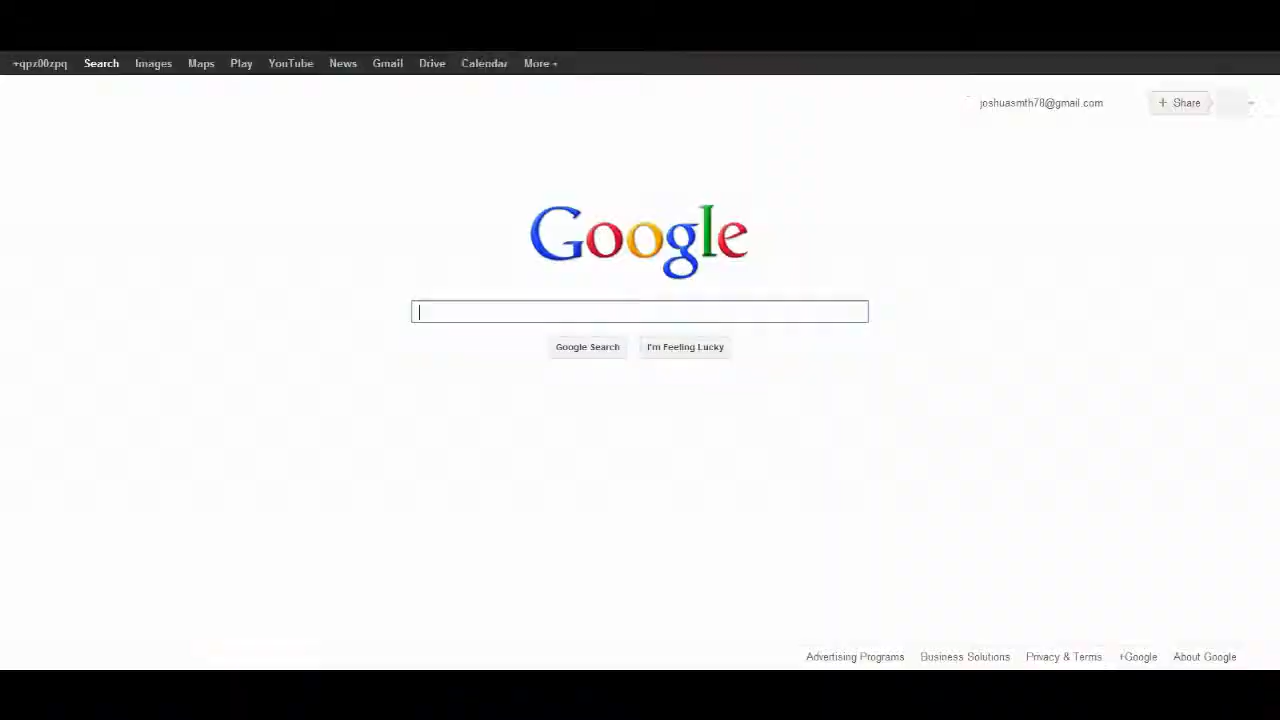 +qpz00zpq Search Images Maps Play YouTube News Gmail Drive Calendar More
joshuasmth78@gmail.com + Share
Google
Google Search I'm Feeling Lucky
Advertising Programs Business Solutions Privacy & Terms +Google About Google